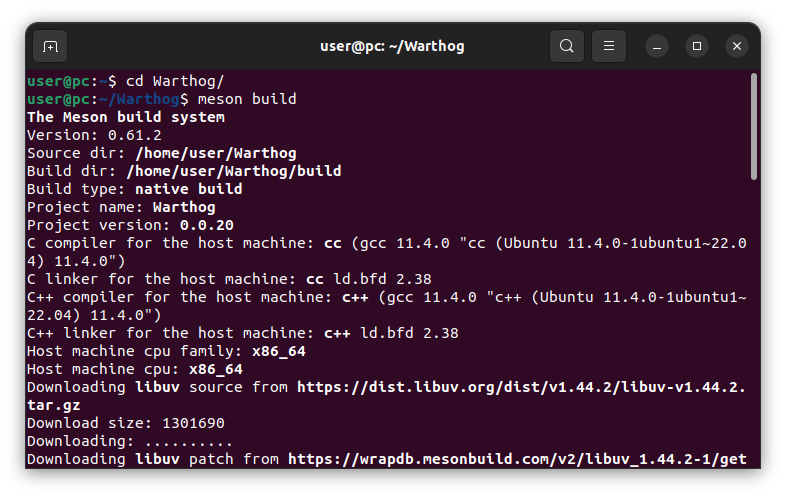 user@pc: ~/Warthog
user@pc:~$ cd Warthog/
user@pc:~/Warthog$ meson build
The Meson build system
Version: 0.61.2
Source dir: /home/user/Warthog
Build dir: /home/user/Warthog/build
Build type: native build
Project name: Warthog
Project version: 0.0.20
C compiler for the host machine: cc (gcc 11.4.0 "cc (Ubuntu 11.4.0-1ubuntu1~22.0
4) 11.4.0")
C linker for the host machine: cc ld.bfd 2.38
C++ compiler for the host machine: c++ (gcc 11.4.0 "c++ (Ubuntu 11.4.0-1ubuntu1~
22.04) 11.4.0")
C++ linker for the host machine: c++ ld.bfd 2.38
Host machine cpu family: x86_64
Host machine cpu: x86_64
Downloading libuv source from https://dist.libuv.org/dist/v1.44.2/libuv-v1.44.2.
tar.gz
Download size: 1301690
Downloading: ..........
Downloading libuv patch from https://wrapdb.mesonbuild.com/v2/libuv_1.44.2-1/get